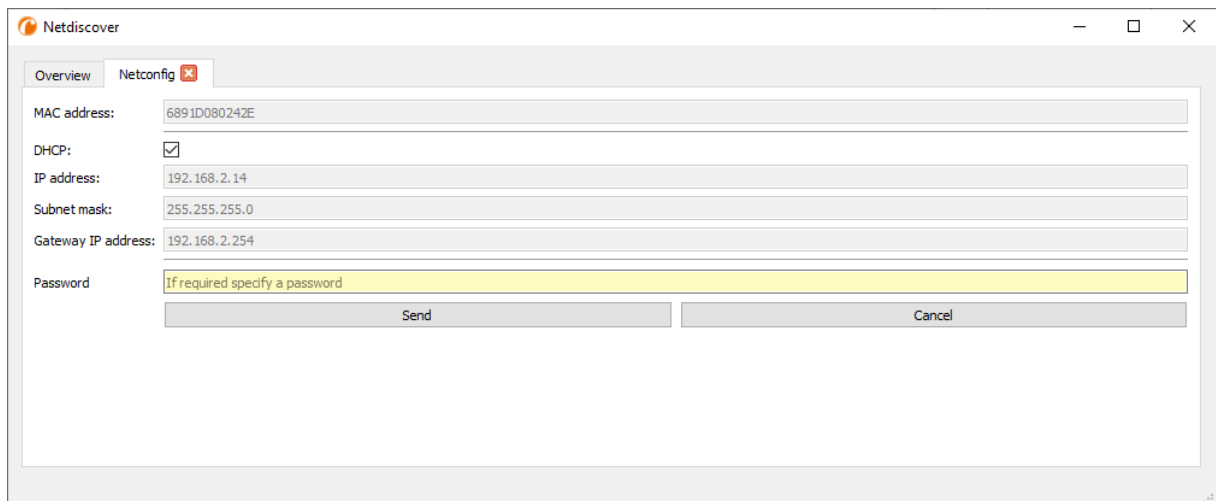 Netdiscover
Overview Netconfig
MAC address: 6891D080242E
DHCP:
IP address: 192.168.2.14
Subnet mask: 255.255.255.0
Gateway IP address: 192.168.2.254
Password If required specify a password
Send Cancel